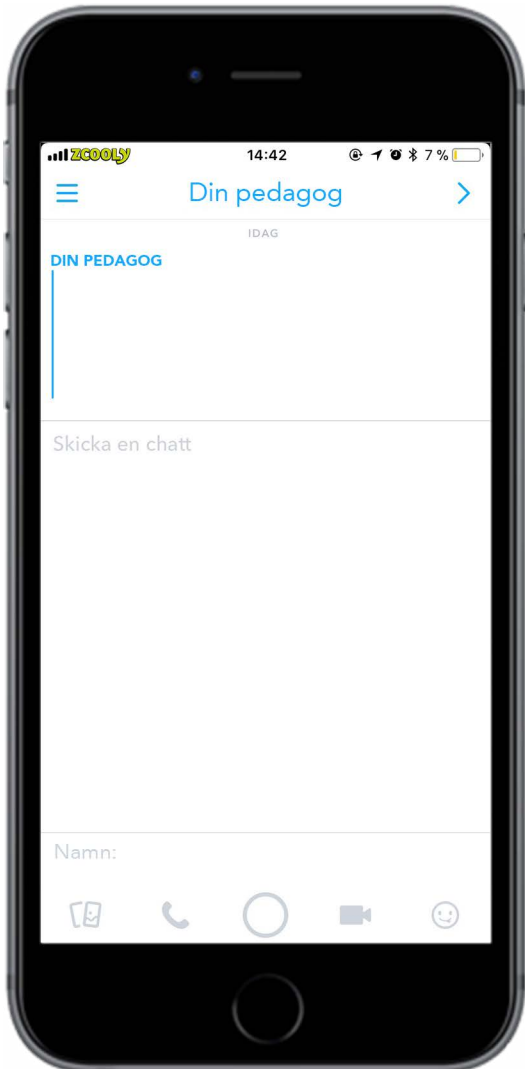 ZCOOLY 14:42 7 %
Din pedagog
IDAG
DIN PEDAGOG
Skicka en chatt
Namn: